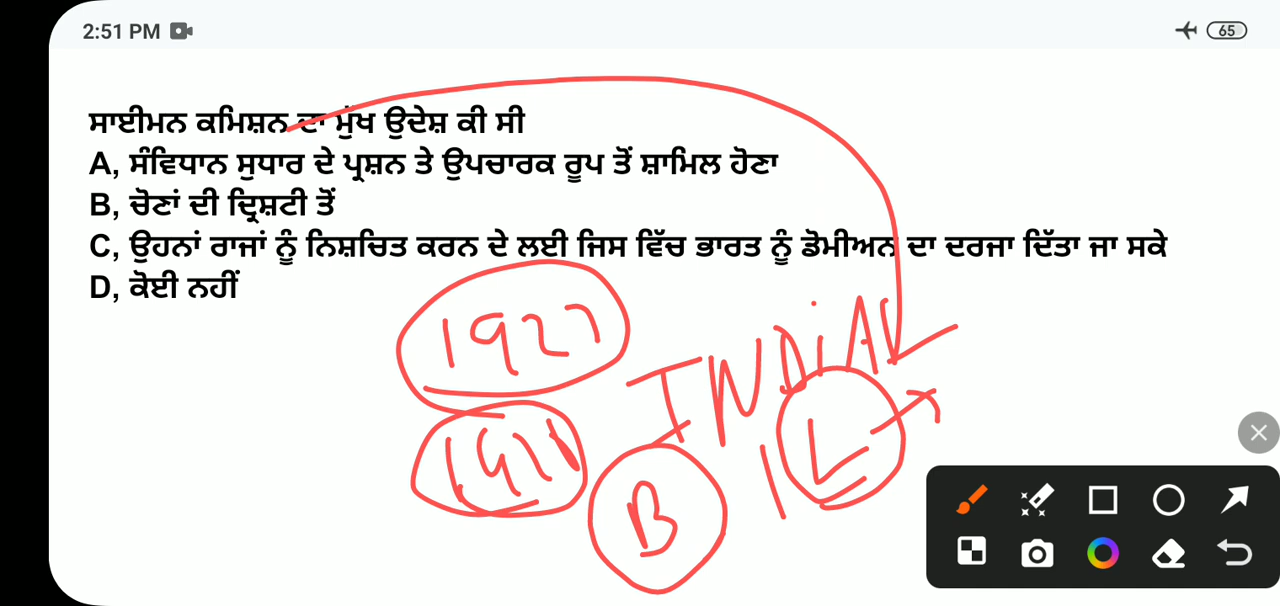 2:51 PM
65
ਸਾਈਮਨ ਕਮਿਸ਼ਨ ਦਾ ਮੁੱਖ ਉਦੇਸ਼ ਕੀ ਸੀ
A, ਸੰਵਿਧਾਨ ਸੁਧਾਰ ਦੇ ਪ੍ਰਸ਼ਨ ਤੇ ਉਪਚਾਰਕ ਰੂਪ ਤੋਂ ਸ਼ਾਮਿਲ ਹੋਣਾ
B, ਚੋਣਾਂ ਦੀ ਦ੍ਰਿਸ਼ਟੀ ਤੋਂ
C, ਉਹਨਾਂ ਰਾਜਾਂ ਨੂੰ ਨਿਸ਼ਚਿਤ ਕਰਨ ਦੇ ਲਈ ਜਿਸ ਵਿੱਚ ਭਾਰਤ ਨੂੰ ਡੋਮੀਅਨ ਦਾ ਦਰਜਾ ਦਿੱਤਾ ਜਾ ਸਕੇ
D, ਕੋਈ ਨਹੀਂ
1927
INDiA
B